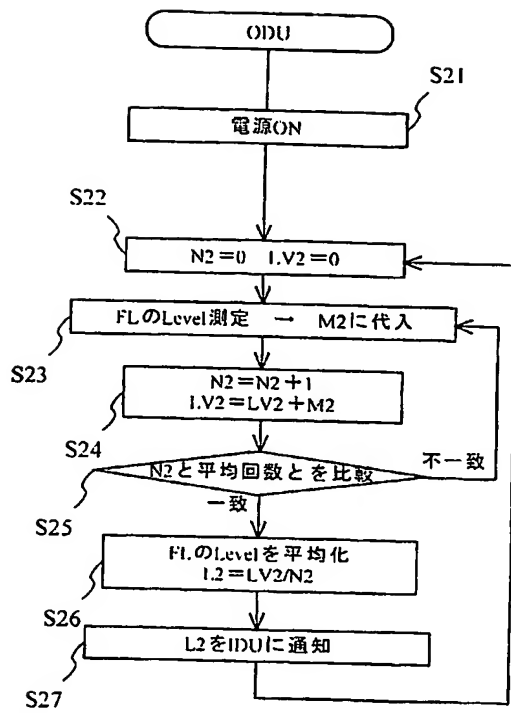 ODU
S21
電源ON
S22
N2=0 LV2=0
FLのLevel測定 → M2に代入
S23
N2=N2+1
LV2=LV2+M2
S24
N2と平均回数とを比較
不一致
S25
一致
FLのLevelを平均化
L2=LV2/N2
S26
L2をIDUに通知
S27